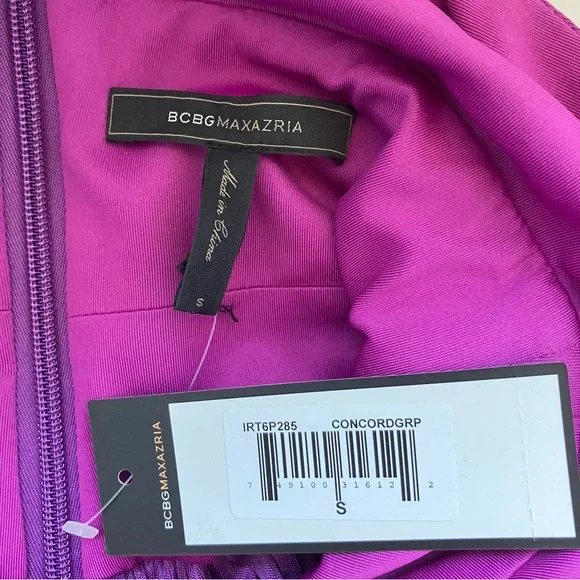 BCBGMAXAZRIA
Made in China
S
BCBGMAXAZRIA
IRT6P285 CONCORDGRP
7 49100 31612 2
S